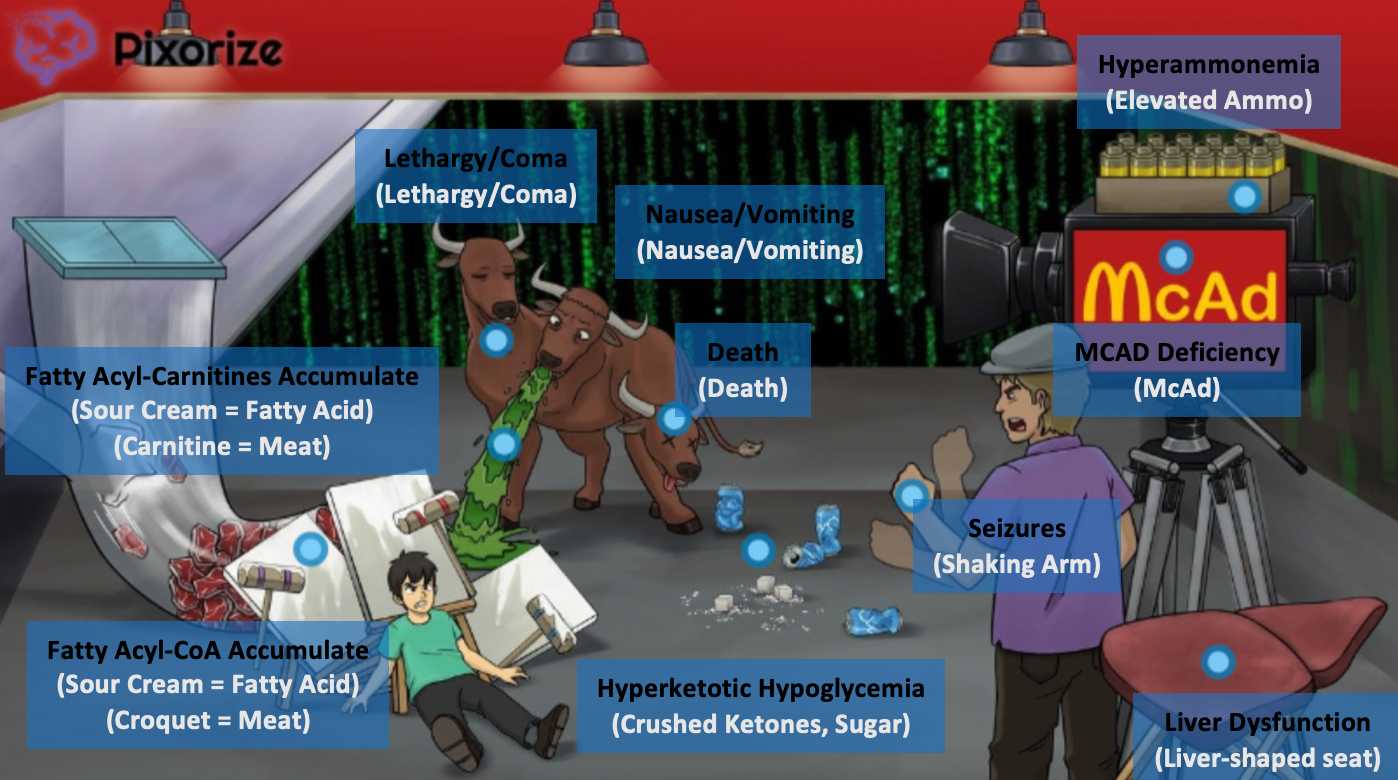 Pixorize
Hyperammonemia
(Elevated Ammo)
Lethargy/Coma
(Lethargy/Coma)
Nausea/Vomiting
(Nausea/Vomiting)
McAd
Death
(Death)
MCAD Deficiency
(McAd)
Fatty Acyl-Carnitines Accumulate
(Sour Cream = Fatty Acid)
(Carnitine = Meat)
Seizures
(Shaking Arm)
Fatty Acyl-CoA Accumulate
(Sour Cream = Fatty Acid)
(Croquet = Meat)
Hyperketotic Hypoglycemia
(Crushed Ketones, Sugar)
Liver Dysfunction
(Liver-shaped seat)